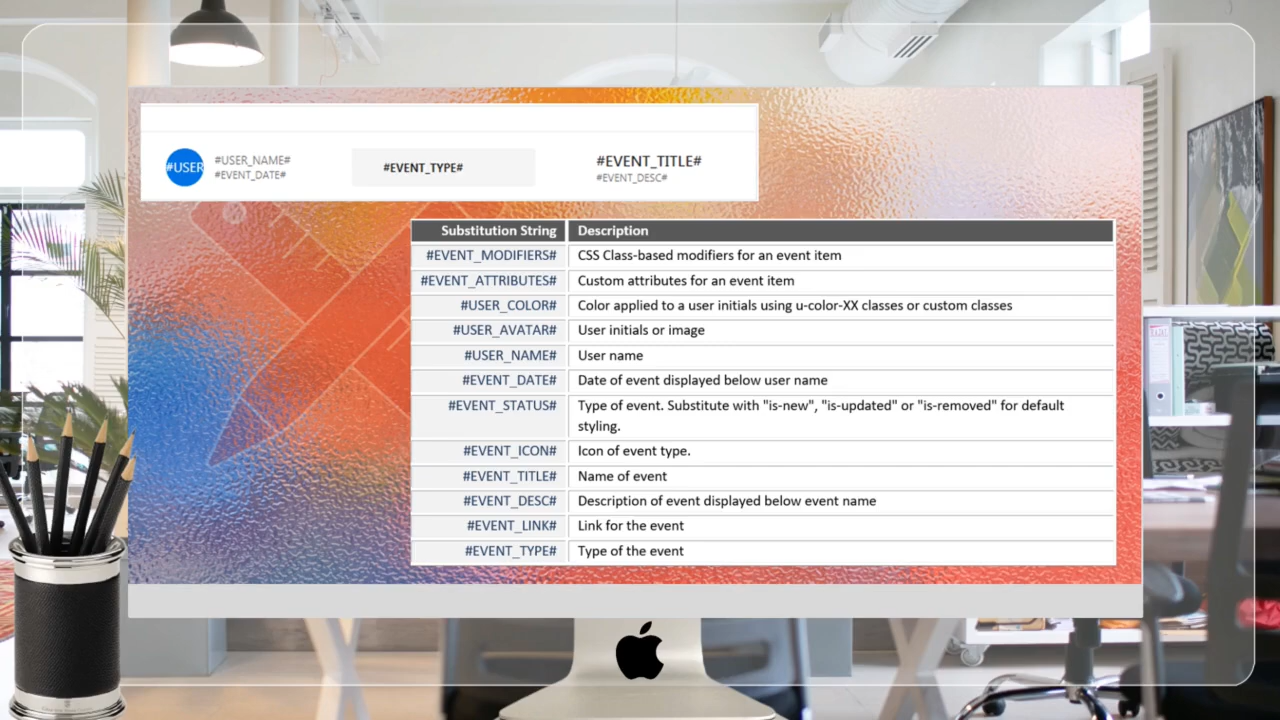 #USER
#USER_NAME#
#EVENT_DATE#
#EVENT_TYPE#
#EVENT_TITLE#
#EVENT_DESC#
Substitution String Description
#EVENT_MODIFIERS# CSS Class-based modifiers for an event item
#EVENT_ATTRIBUTES# Custom attributes for an event item
#USER_COLOR# Color applied to a user initials using u-color-XX classes or custom classes
#USER_AVATAR# User initials or image
#USER_NAME# User name
#EVENT_DATE# Date of event displayed below user name
#EVENT_STATUS# Type of event. Substitute with "is-new", "is-updated" or "is-removed" for default
styling.
#EVENT_ICON# Icon of event type.
#EVENT_TITLE# Name of event
#EVENT_DESC# Description of event displayed below event name
#EVENT_LINK# Link for the event
#EVENT_TYPE# Type of the event